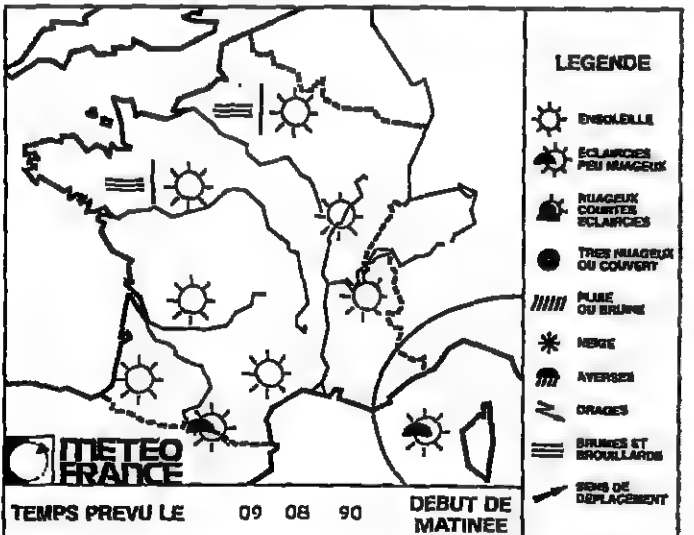 LEGENDE
ENSOLEILLE
ECLAIRCIES
PEU NUAGEUX
NUAGEUX
COURTES
ECLAIRCIES
TRES NUAGEUX
OU COUVERT
PLUIE
OU BRUINE
NEIGE
AVERSES
ORAGES
BRUMES ET
BROUILLARDS
SENS DE
DEPLACEMENT
METEO
FRANCE
TEMPS PREVU LE 09 08 90 DEBUT DE
MATINEE